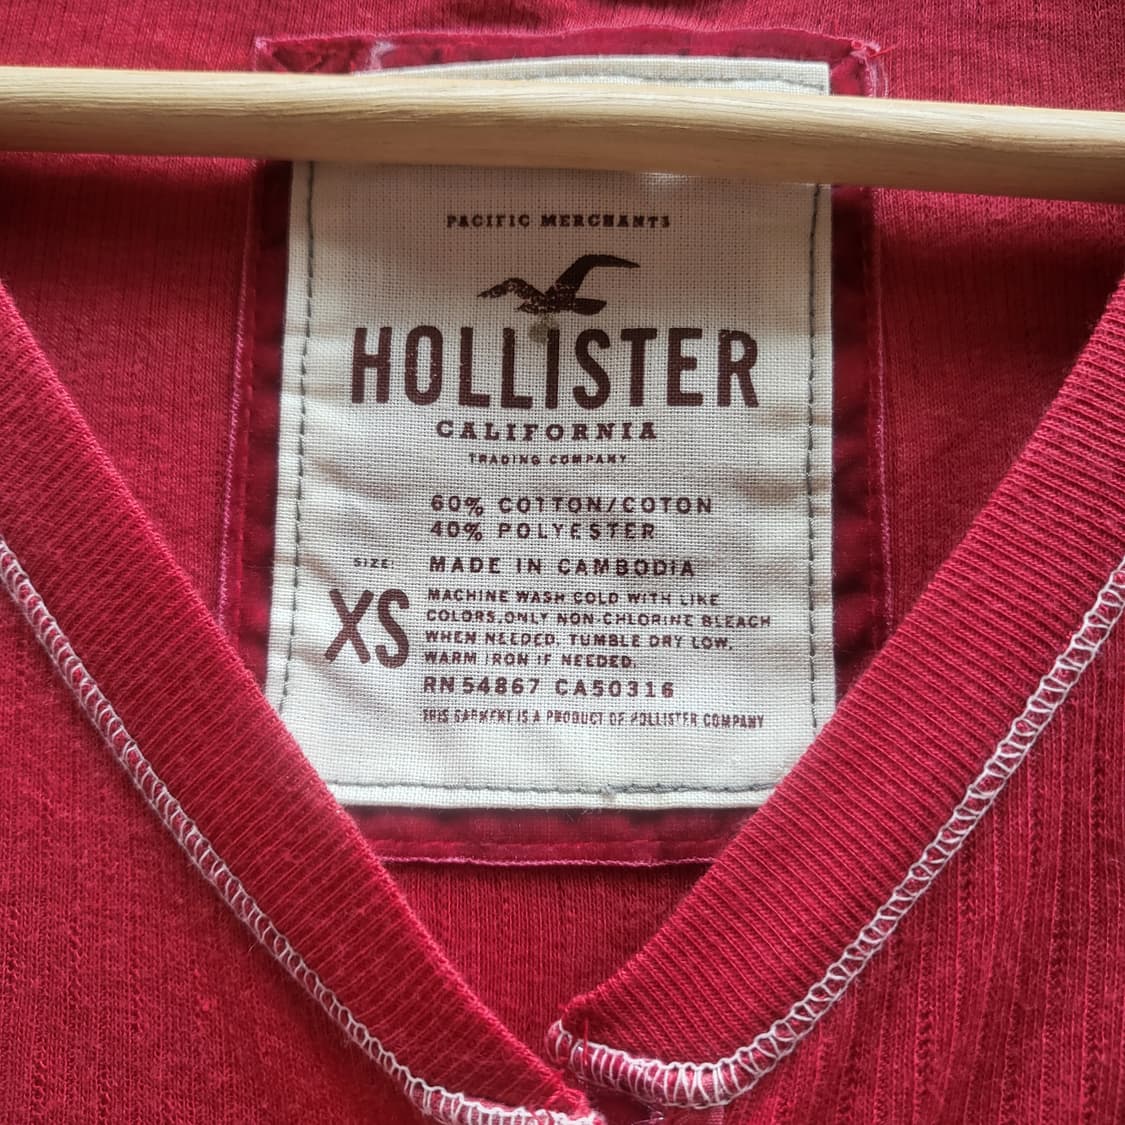 PACIFIC MERCHANTS
HOLLISTER
CALIFORNIA
TRADING COMPANY
60% COTTON/COTON
40% POLYESTER
SIZE:
XS
MADE IN CAMBODIA
MACHINE WASH COLD WITH LIKE
COLORS.ONLY NON-CHLORINE BLEACH
WHEN NEEDED. TUMBLE DRY LOW.
WARM IRON IF NEEDED.
RN 54867 CA50316
THIS GARMENT IS A PRODUCT OF HOLLISTER COMPANY